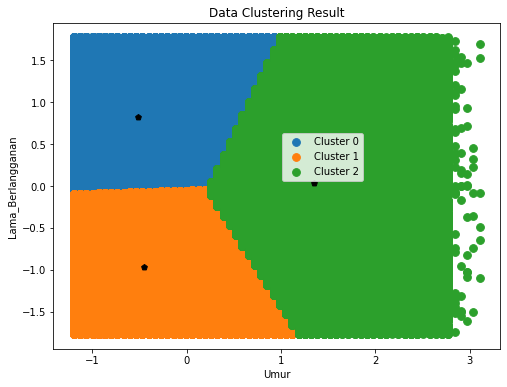 Data Clustering Result
1.5
1.0
0.5
0.0
−0.5
−1.0
−1.5
Lama_Berlangganan
Cluster 0
Cluster 1
Cluster 2
−1 0 1 2 3
Umur